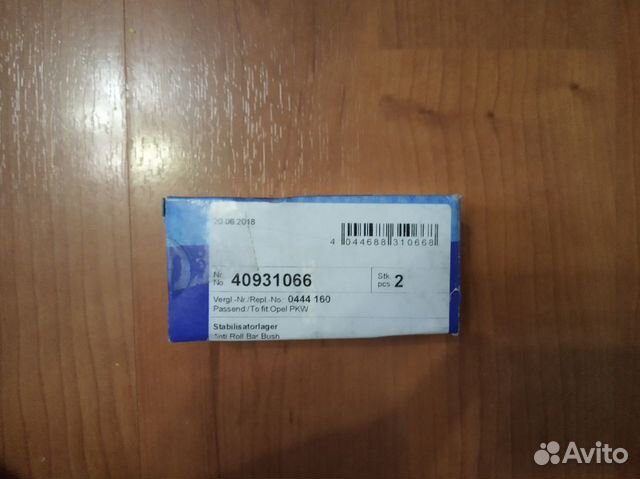 20.06.2018
4 044688 310668
Nr.
No. 40931066
Stk.
pcs. 2
Vergl.-Nr./Repl.-No.: 0444 160
Passend:/To fit:Opel PKW
Stabilisatorlager
Anti Roll Bar Bush
Avito